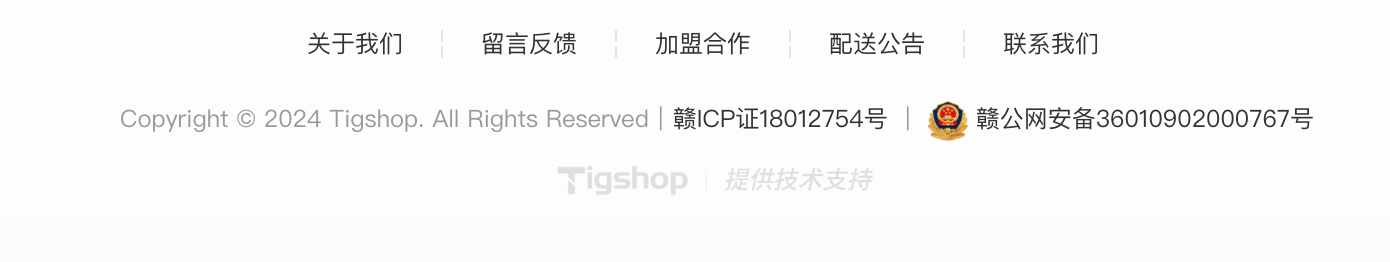 关于我们 ¦ 留言反馈 ¦ 加盟合作 ¦ 配送公告 ¦ 联系我们
Copyright © 2024 Tigshop. All Rights Reserved | 赣ICP证18012754号 | 赣公网安备36010902000767号
Tigshop | 提供技术支持